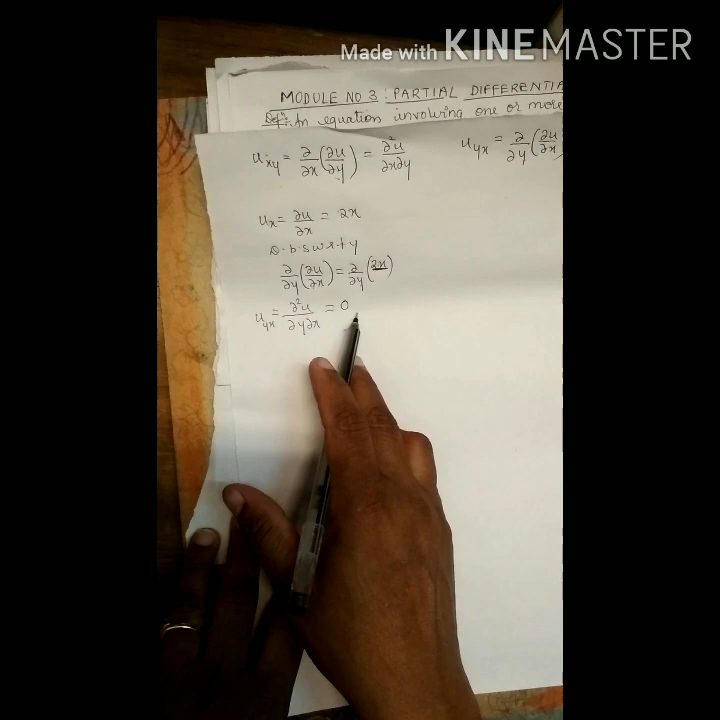 Made with KINEMASTER
MODULE NO 3 : PARTIAL DIFFERENTIA
Defn: An equation involving one or more
u_xy = ∂/∂x (∂u/∂y) = ∂²u/∂x∂y
u_yx = ∂/∂y (∂u/∂x)
u_x = ∂u/∂x = 2x
D.b.s w.r.t y
∂/∂y (∂u/∂x) = ∂/∂y (2x)
u_yx = ∂²u/∂y∂x = 0